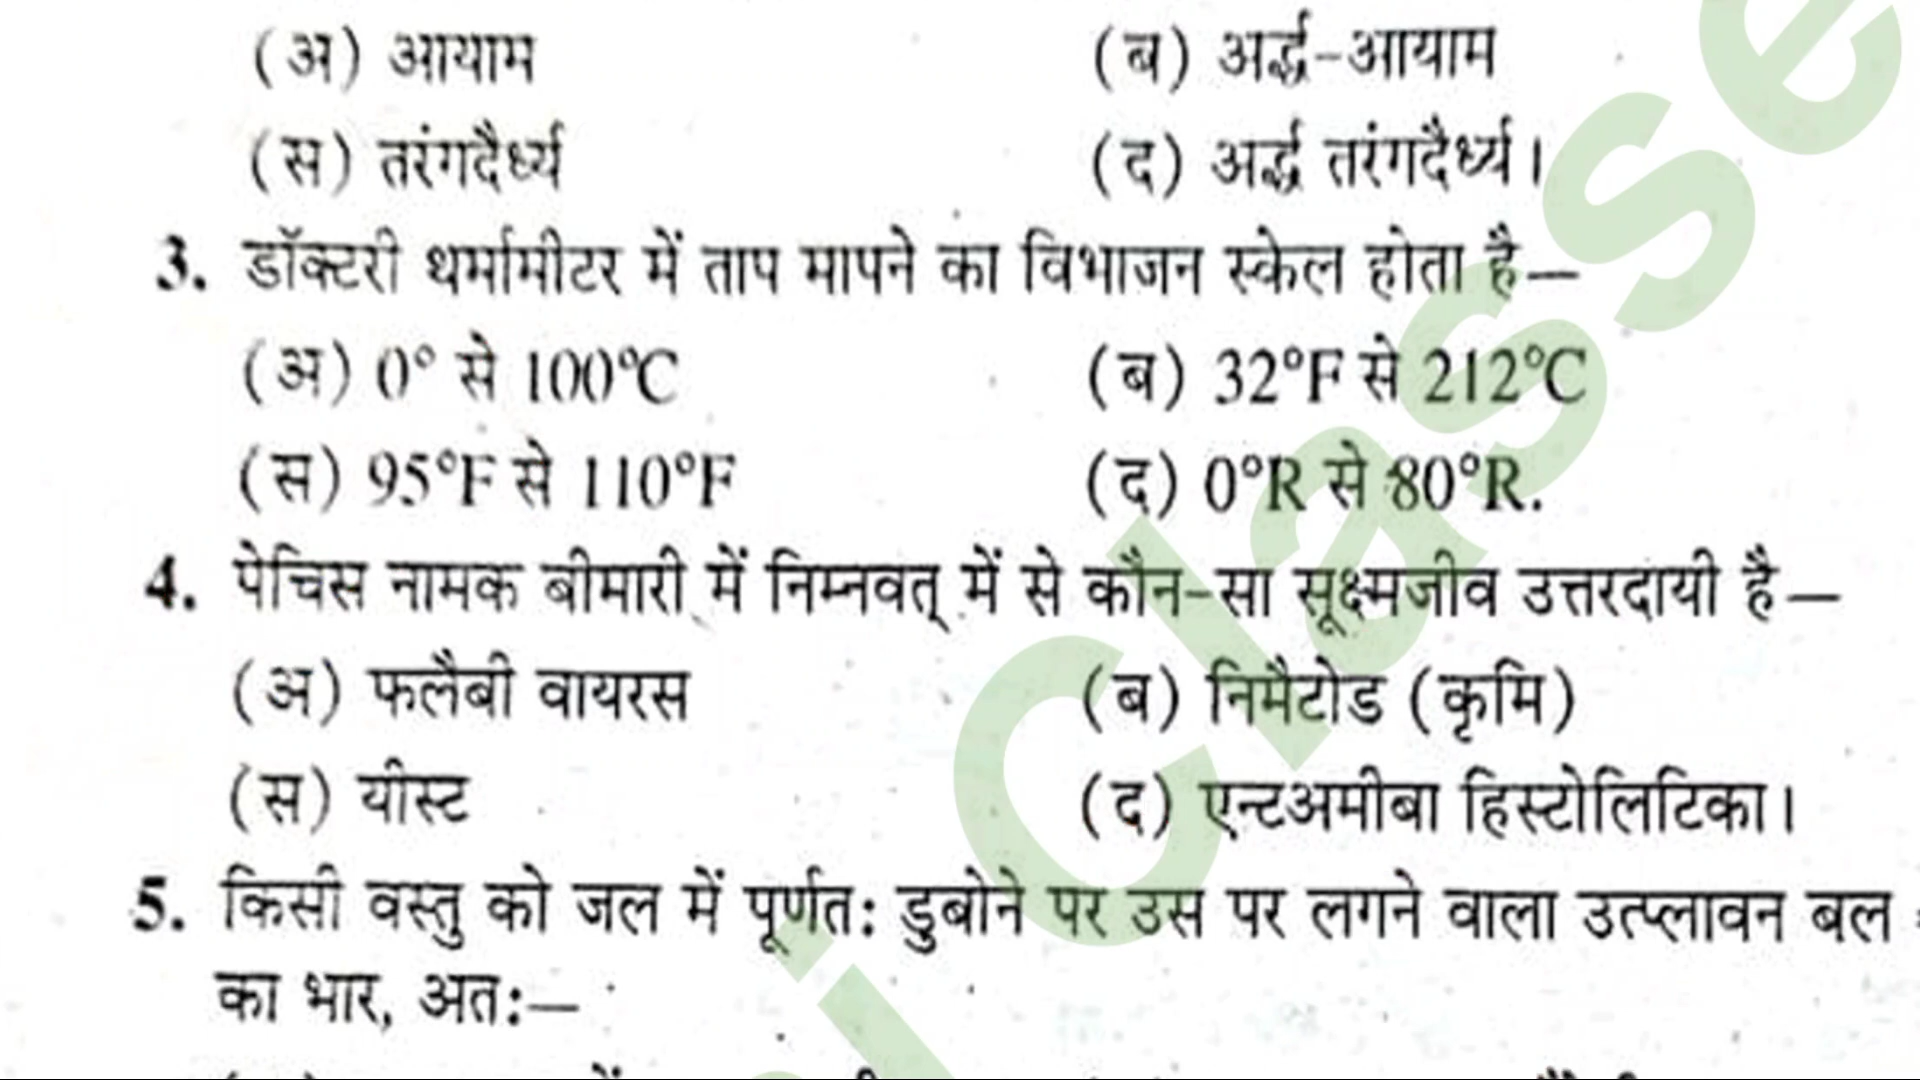 (अ) आयाम (ब) अर्द्ध-आयाम
(स) तरंगदैर्ध्य (द) अर्द्ध तरंगदैर्ध्य।
3. डॉक्टरी थर्मामीटर में ताप मापने का विभाजन स्केल होता है—
(अ) 0° से 100°C (ब) 32°F से 212°C
(स) 95°F से 110°F (द) 0°R से 80°R.
4. पेचिस नामक बीमारी में निम्नवत् में से कौन-सा सूक्ष्मजीव उत्तरदायी है—
(अ) फलैबी वायरस (ब) निमैटोड (कृमि)
(स) यीस्ट (द) एन्टअमीबा हिस्टोलिटिका।
5. किसी वस्तु को जल में पूर्णत: डुबोने पर उस पर लगने वाला उत्प्लावन बल
का भार, अत:—
i Classe